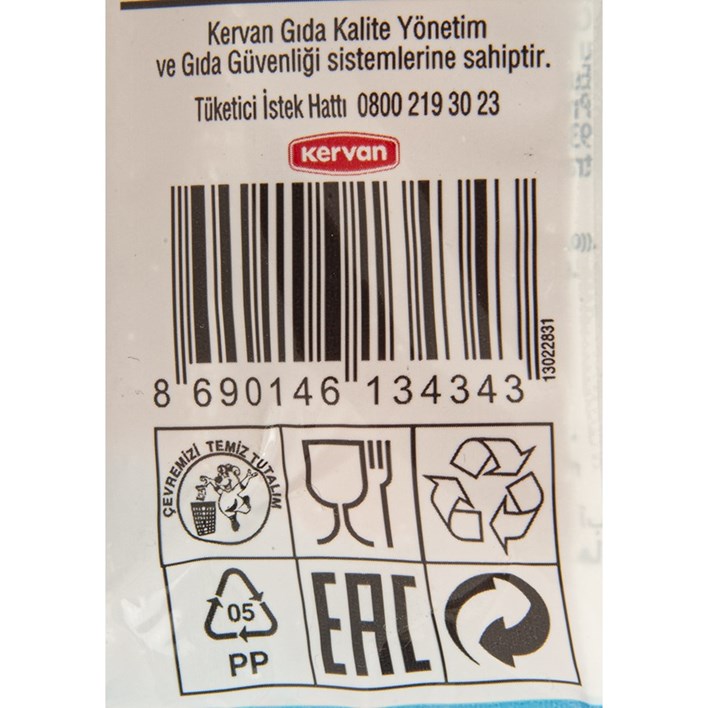 Kervan Gıda Kalite Yönetim
ve Gıda Güvenliği sistemlerine sahiptir.
Tüketici İstek Hattı 0800 219 30 23
Kervan
13022831
8 690146 134343
ÇEVREMİZİ TEMİZ TUTALIM
05
PP
EAC